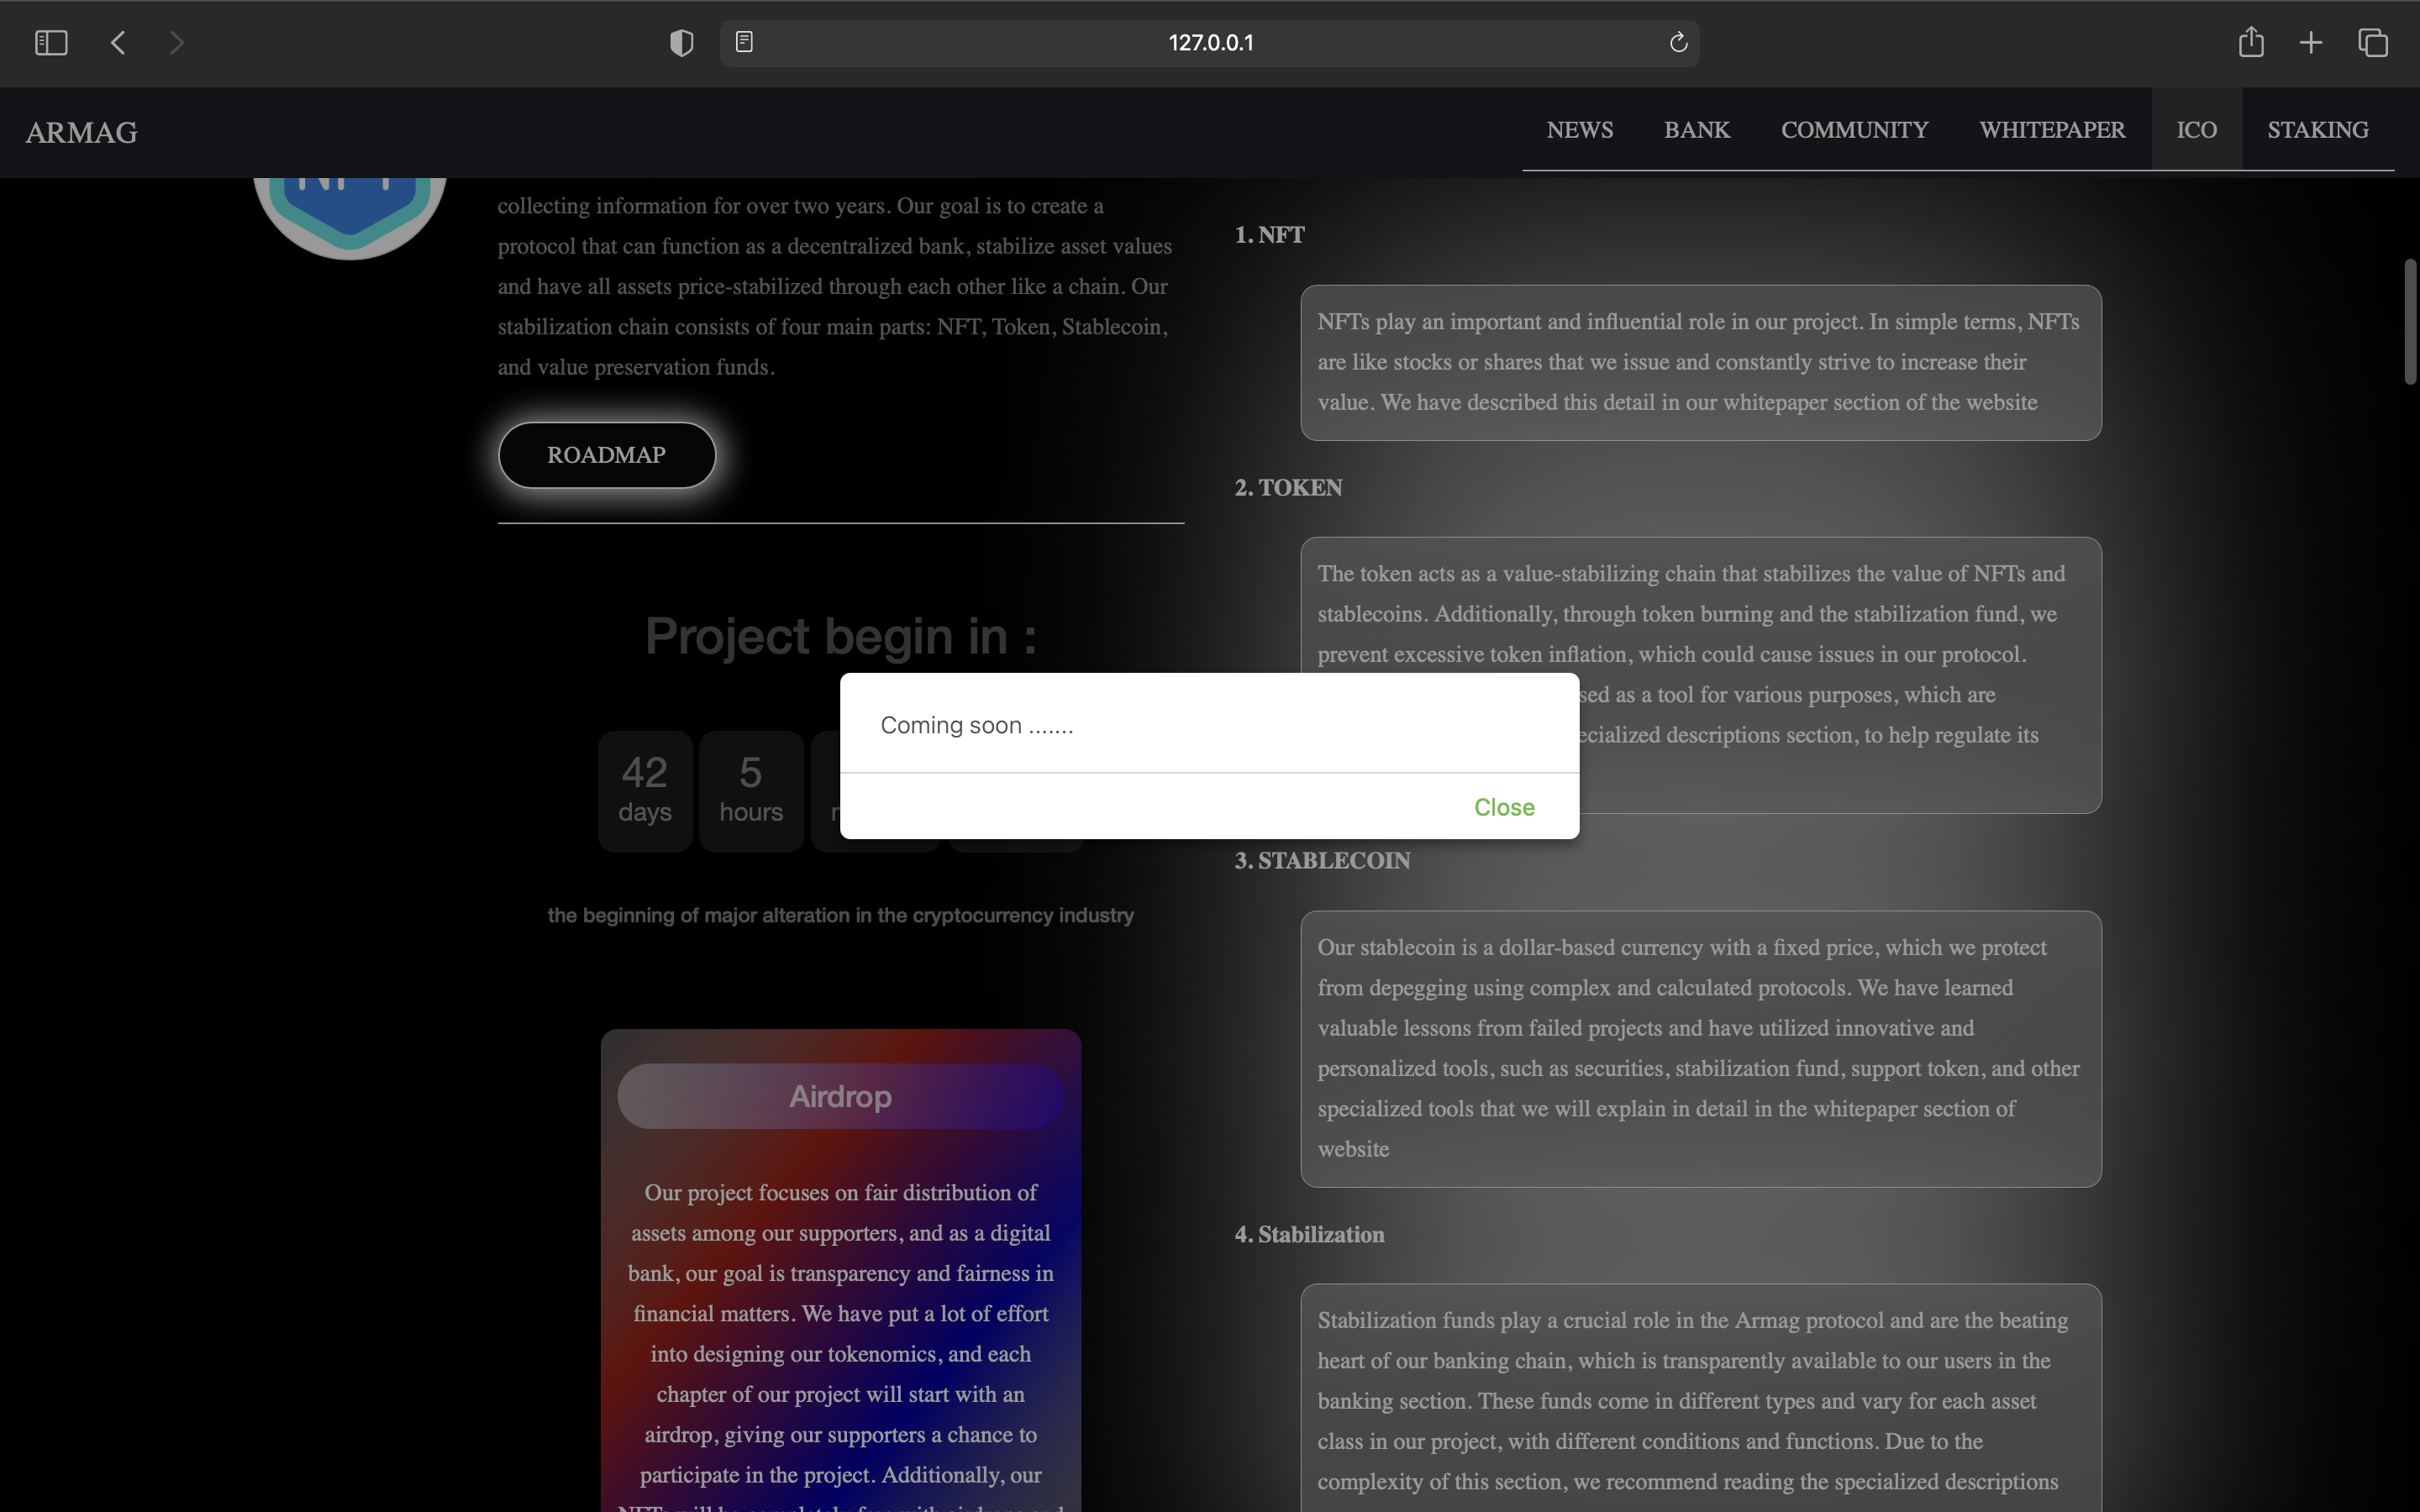 127.0.0.1
ARMAG
NEWS BANK COMMUNITY WHITEPAPER ICO STAKING
collecting information for over two years. Our goal is to create a
protocol that can function as a decentralized bank, stabilize asset values
and have all assets price-stabilized through each other like a chain. Our
stabilization chain consists of four main parts: NFT, Token, Stablecoin,
and value preservation funds.
ROADMAP
Project begin in :
42
days
5
hours
the beginning of major alteration in the cryptocurrency industry
Airdrop
Our project focuses on fair distribution of
assets among our supporters, and as a digital
bank, our goal is transparency and fairness in
financial matters. We have put a lot of effort
into designing our tokenomics, and each
chapter of our project will start with an
airdrop, giving our supporters a chance to
participate in the project. Additionally, our
1. NFT
NFTs play an important and influential role in our project. In simple terms, NFTs
are like stocks or shares that we issue and constantly strive to increase their
value. We have described this detail in our whitepaper section of the website
2. TOKEN
The token acts as a value-stabilizing chain that stabilizes the value of NFTs and
stablecoins. Additionally, through token burning and the stabilization fund, we
prevent excessive token inflation, which could cause issues in our protocol.
sed as a tool for various purposes, which are
ecialized descriptions section, to help regulate its
Coming soon .......
Close
3. STABLECOIN
Our stablecoin is a dollar-based currency with a fixed price, which we protect
from depegging using complex and calculated protocols. We have learned
valuable lessons from failed projects and have utilized innovative and
personalized tools, such as securities, stabilization fund, support token, and other
specialized tools that we will explain in detail in the whitepaper section of
website
4. Stabilization
Stabilization funds play a crucial role in the Armag protocol and are the beating
heart of our banking chain, which is transparently available to our users in the
banking section. These funds come in different types and vary for each asset
class in our project, with different conditions and functions. Due to the
complexity of this section, we recommend reading the specialized descriptions